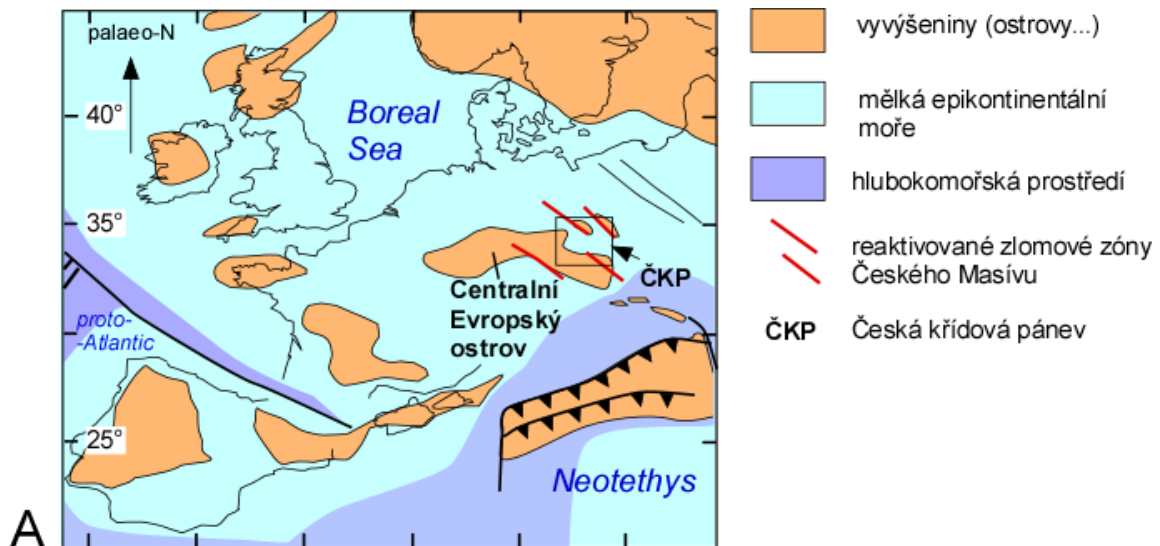 palaeo-N
40°
35°
25°
Boreal
Sea
proto-
-Atlantic
Centralní
Evropský
ostrov
ČKP
Neotethys
A
vyvýšeniny (ostrovy...)
mělká epikontinentální
moře
hlubokomořská prostředí
reaktivované zlomové zóny
Českého Masívu
ČKP Česká křídová pánev